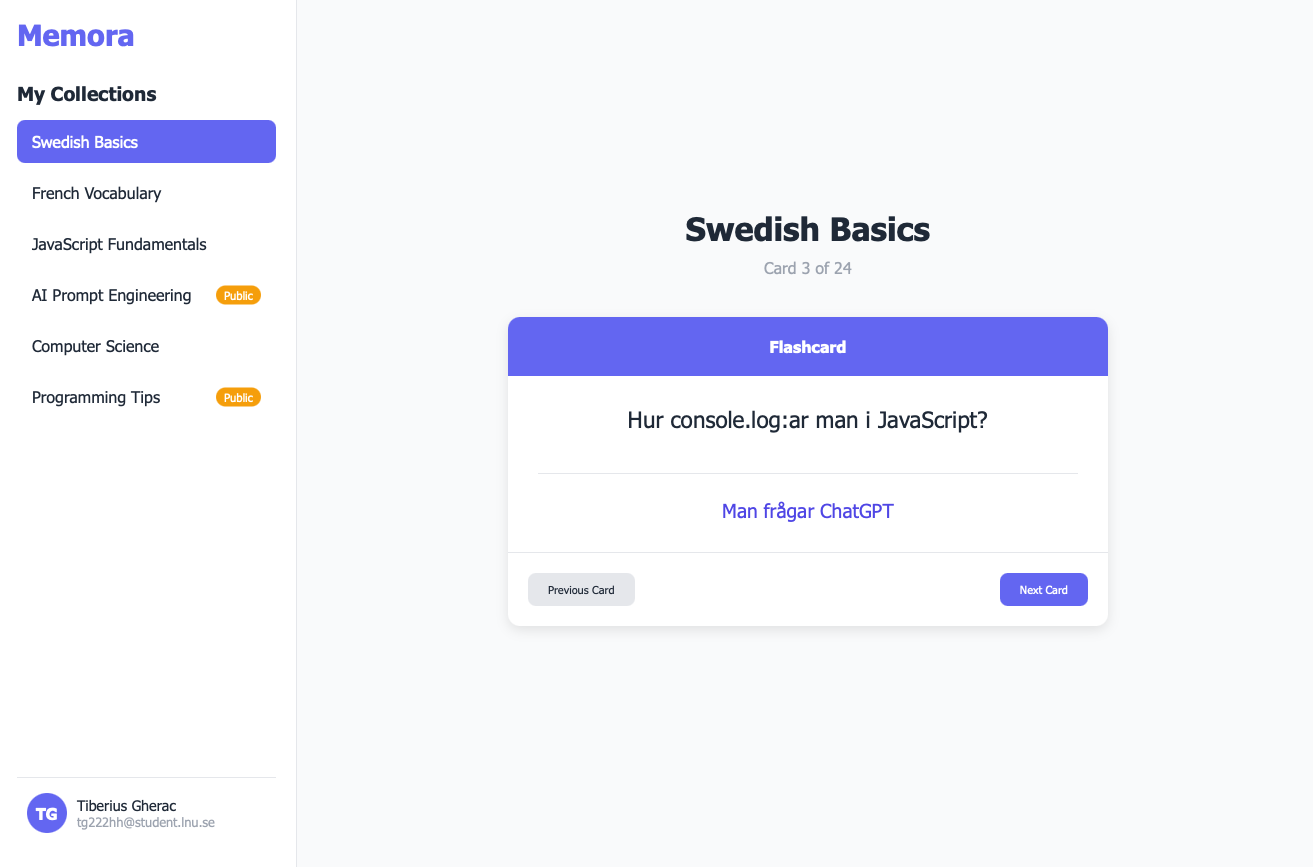 Memora
My Collections
Swedish Basics
French Vocabulary
JavaScript Fundamentals
AI Prompt Engineering Public
Computer Science
Programming Tips Public
Swedish Basics
Card 3 of 24
Flashcard
Hur console.log:ar man i JavaScript?
Man frågar ChatGPT
Previous Card
Next Card
TG
Tiberius Gherac
tg222hh@student.lnu.se